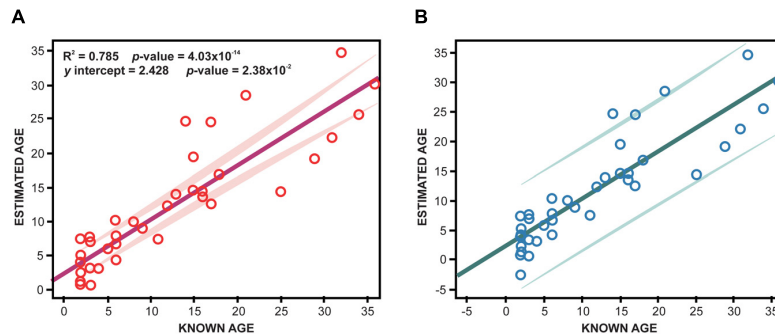 A
R² = 0.785 p-value = 4.03x10⁻¹⁴
y intercept = 2.428 p-value = 2.38x10⁻²
ESTIMATED AGE
35
30
25
20
15
10
5
0
0 5 10 15 20 25 30 35
KNOWN AGE
B
ESTIMATED AGE
35
30
25
20
15
10
5
0
-5
-5 0 5 10 15 20 25 30 35
KNOWN AGE